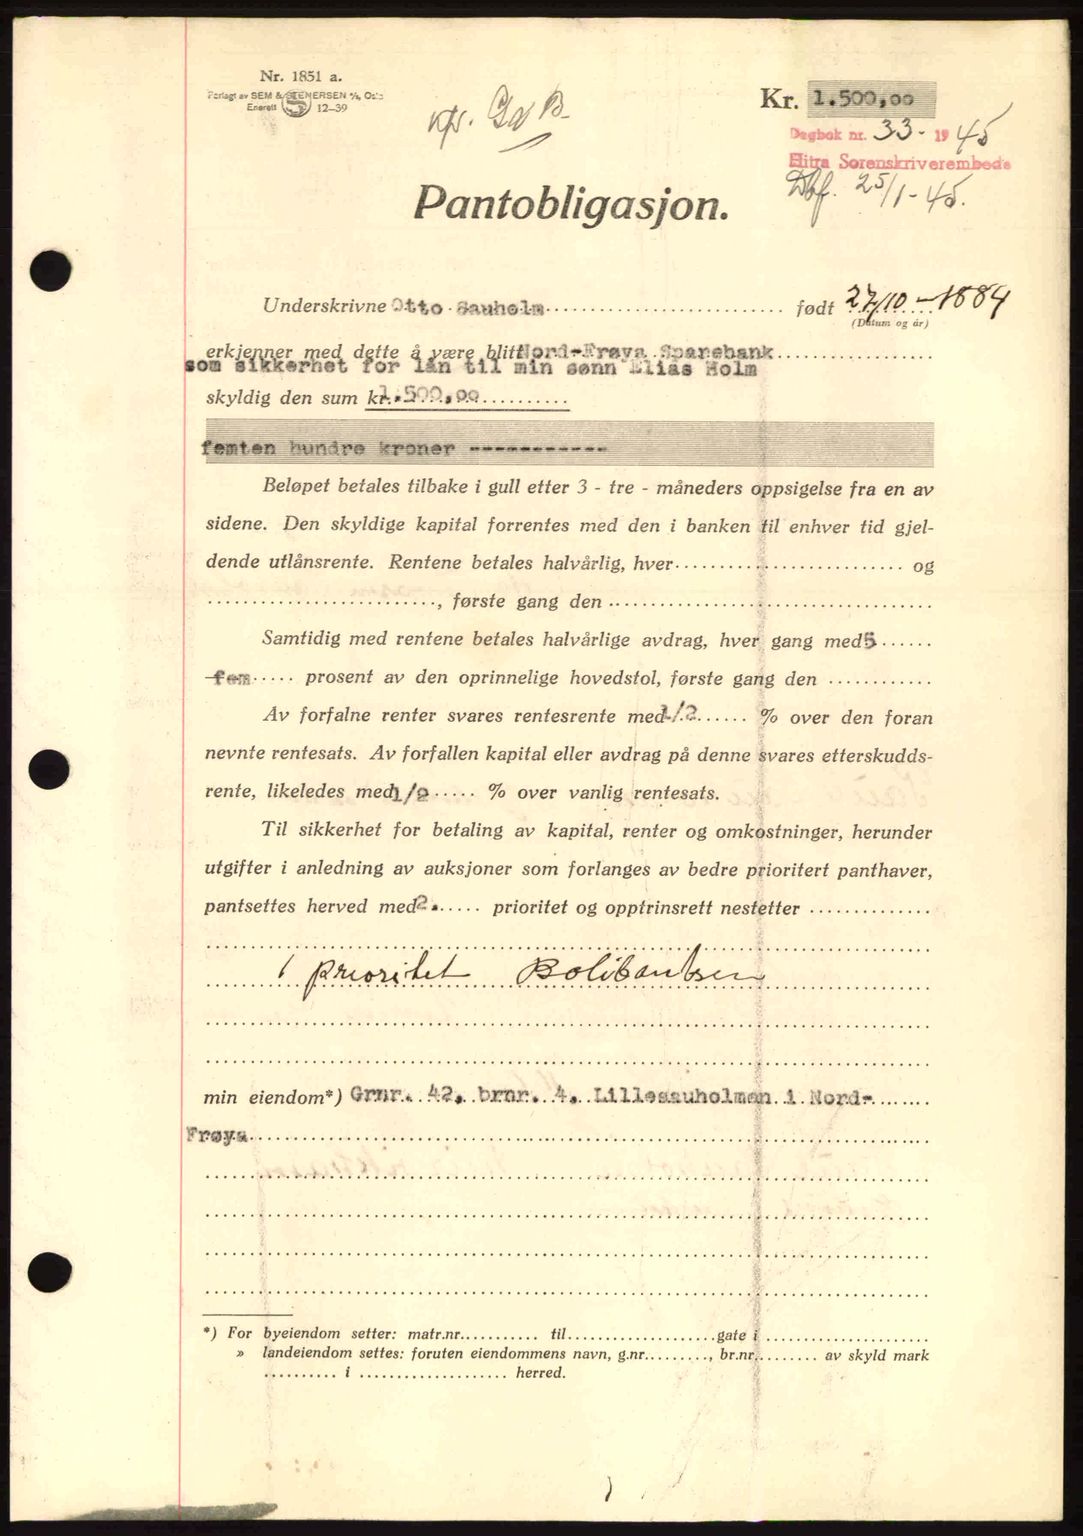 Nr. 1851 a.
Forlagt av SEM & STENERSEN A/S, Oslo
Enerett S 12-39
Kfr. G B.
Kr. 1.500,00
Dagbok nr. 33- 1945
Hitra Sorenskriverembede
Dbf. 25/1-45.
Pantobligasjon.
Underskrivne Otto Sauholm født 27/10-1884
(Datum og år)
erkjenner med dette å være blitt Nord-Frøya Sparebank
som sikkerhet for lån til min sønn Elias Holm
skyldig den sum kr. 1.500,00
femten hundre kroner -----------
Beløpet betales tilbake i gull etter 3 - tre - måneders oppsigelse fra en av
sidene. Den skyldige kapital forrentes med den i banken til enhver tid gjel-
dende utlånsrente. Rentene betales halvårlig, hver og
, første gang den
Samtidig med rentene betales halvårlige avdrag, hver gang med 5
-fem prosent av den oprinnelige hovedstol, første gang den
Av forfalne renter svares rentesrente med 1/2 % over den foran
nevnte rentesats. Av forfallen kapital eller avdrag på denne svares etterskudds-
rente, likeledes med 1/2 % over vanlig rentesats.
Til sikkerhet for betaling av kapital, renter og omkostninger, herunder
utgifter i anledning av auksjoner som forlanges av bedre prioritert panthaver,
pantsettes herved med 2. prioritet og opptrinsrett nestetter
1 prioritet Bolibanksen
min eiendom*) Grnr. 42, brnr. 4, Lillesauholmen i Nord-
Frøya
*) For byeiendom setter: matr.nr. til gate i
» landeiendom settes: foruten eiendommens navn, g.nr. , br.nr. av skyld mark
i herred.